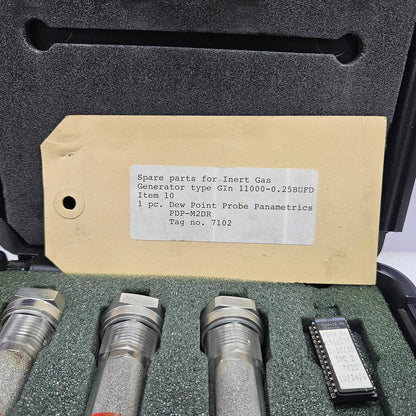 Spare parts for Inert Gas
Generator type GIn 11000-0.25BUFD
Item 10
1 pc. Dew Point Probe Panametrics
PDP-M2DR
Tag no. 7102